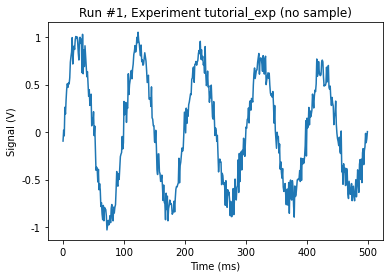 Run #1, Experiment tutorial_exp (no sample)
1
0.5
0
-0.5
-1
Signal (V)
0 100 200 300 400 500
Time (ms)